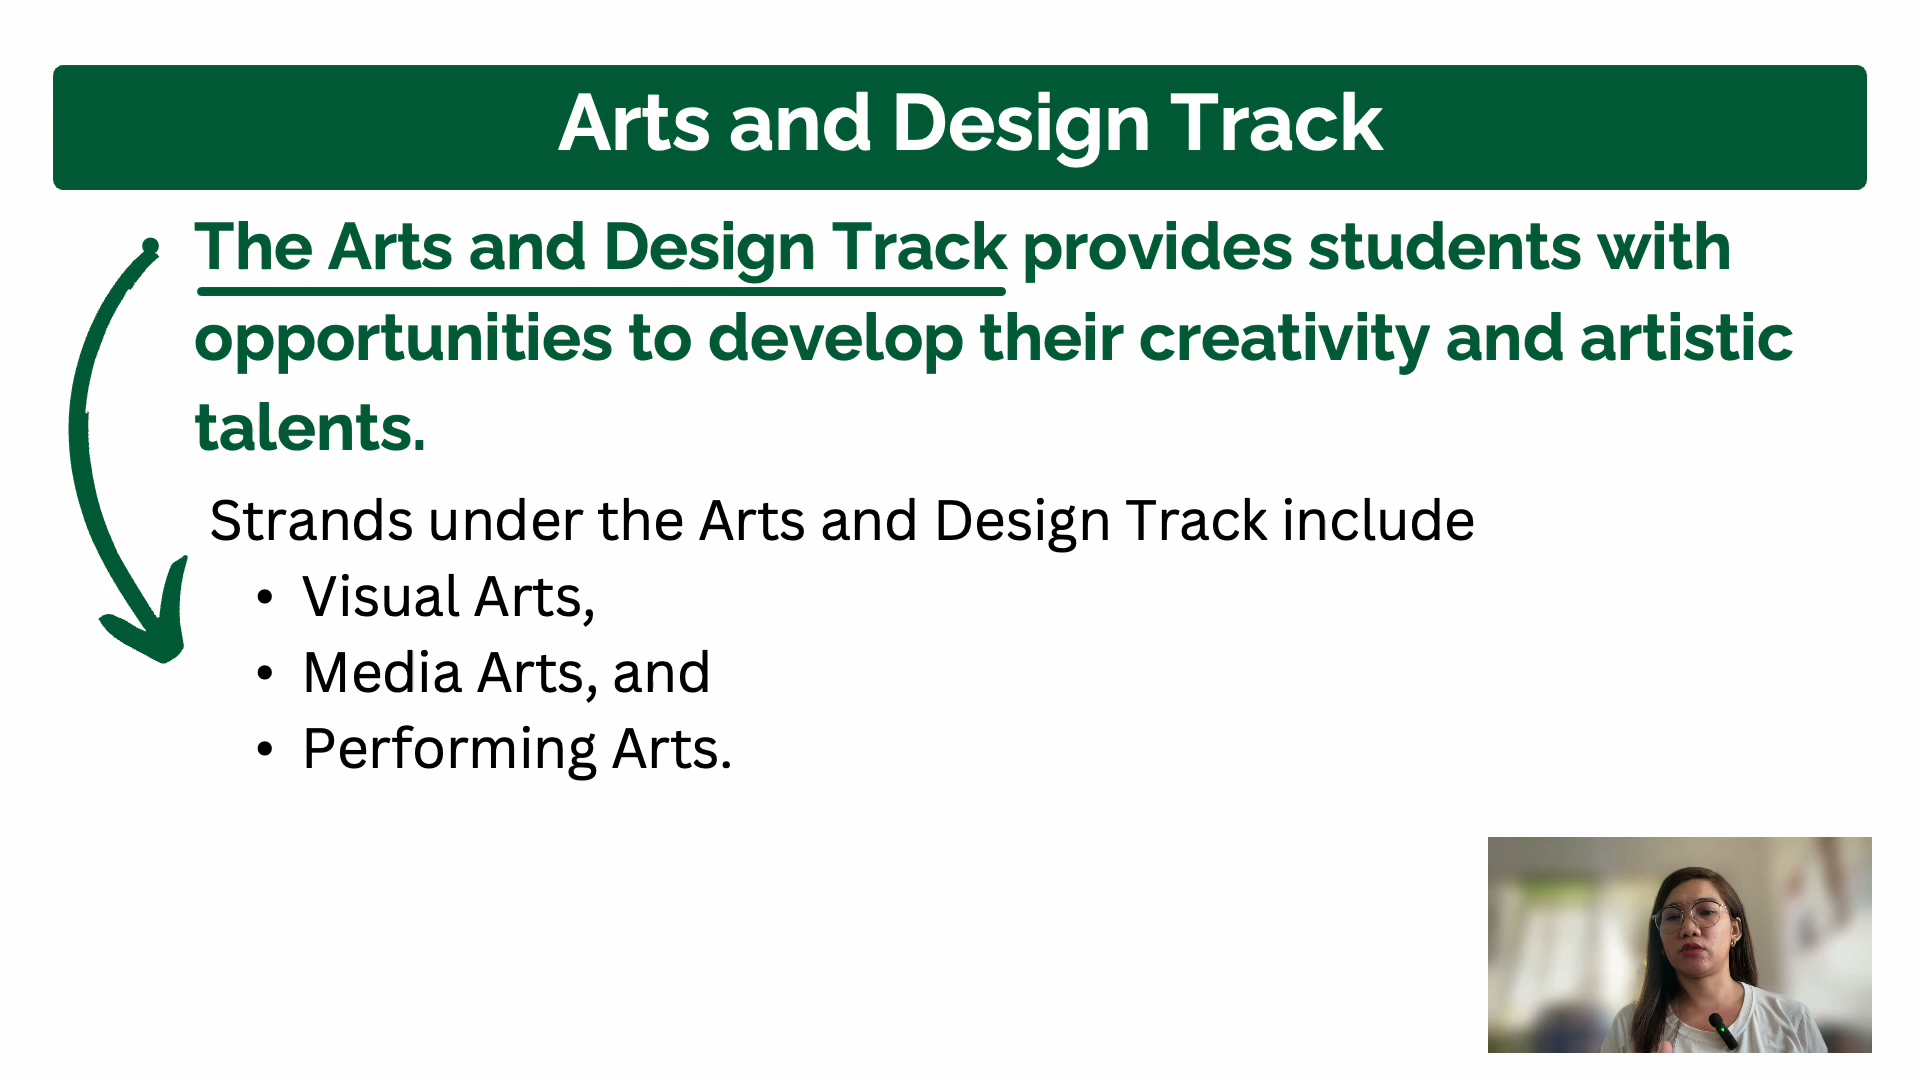 Arts and Design Track
The Arts and Design Track provides students with
opportunities to develop their creativity and artistic
talents.
Strands under the Arts and Design Track include
• Visual Arts,
• Media Arts, and
• Performing Arts.